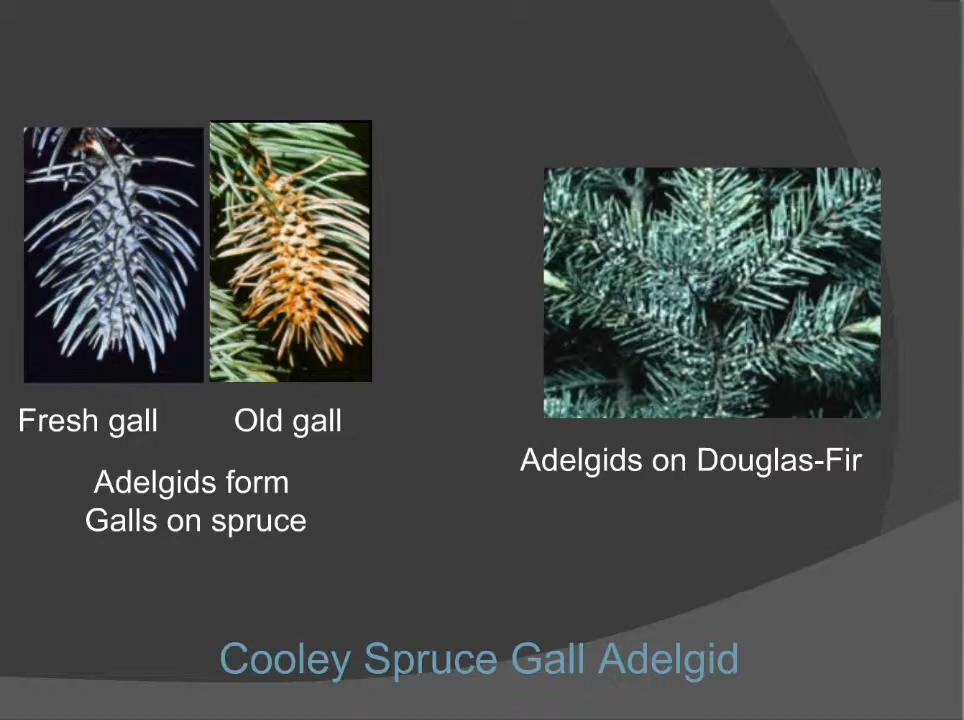 Fresh gall
Old gall
Adelgids form
Galls on spruce
Adelgids on Douglas-Fir
Cooley Spruce Gall Adelgid